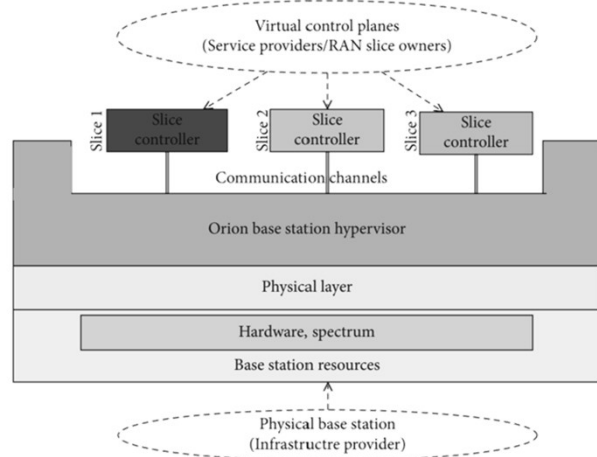 Virtual control planes
(Service providers/RAN slice owners)
Slice 1
Slice
controller
Slice 2
Slice
controller
Slice 3
Slice
controller
Communication channels
Orion base station hypervisor
Physical layer
Hardware, spectrum
Base station resources
Physical base station
(Infrastructre provider)